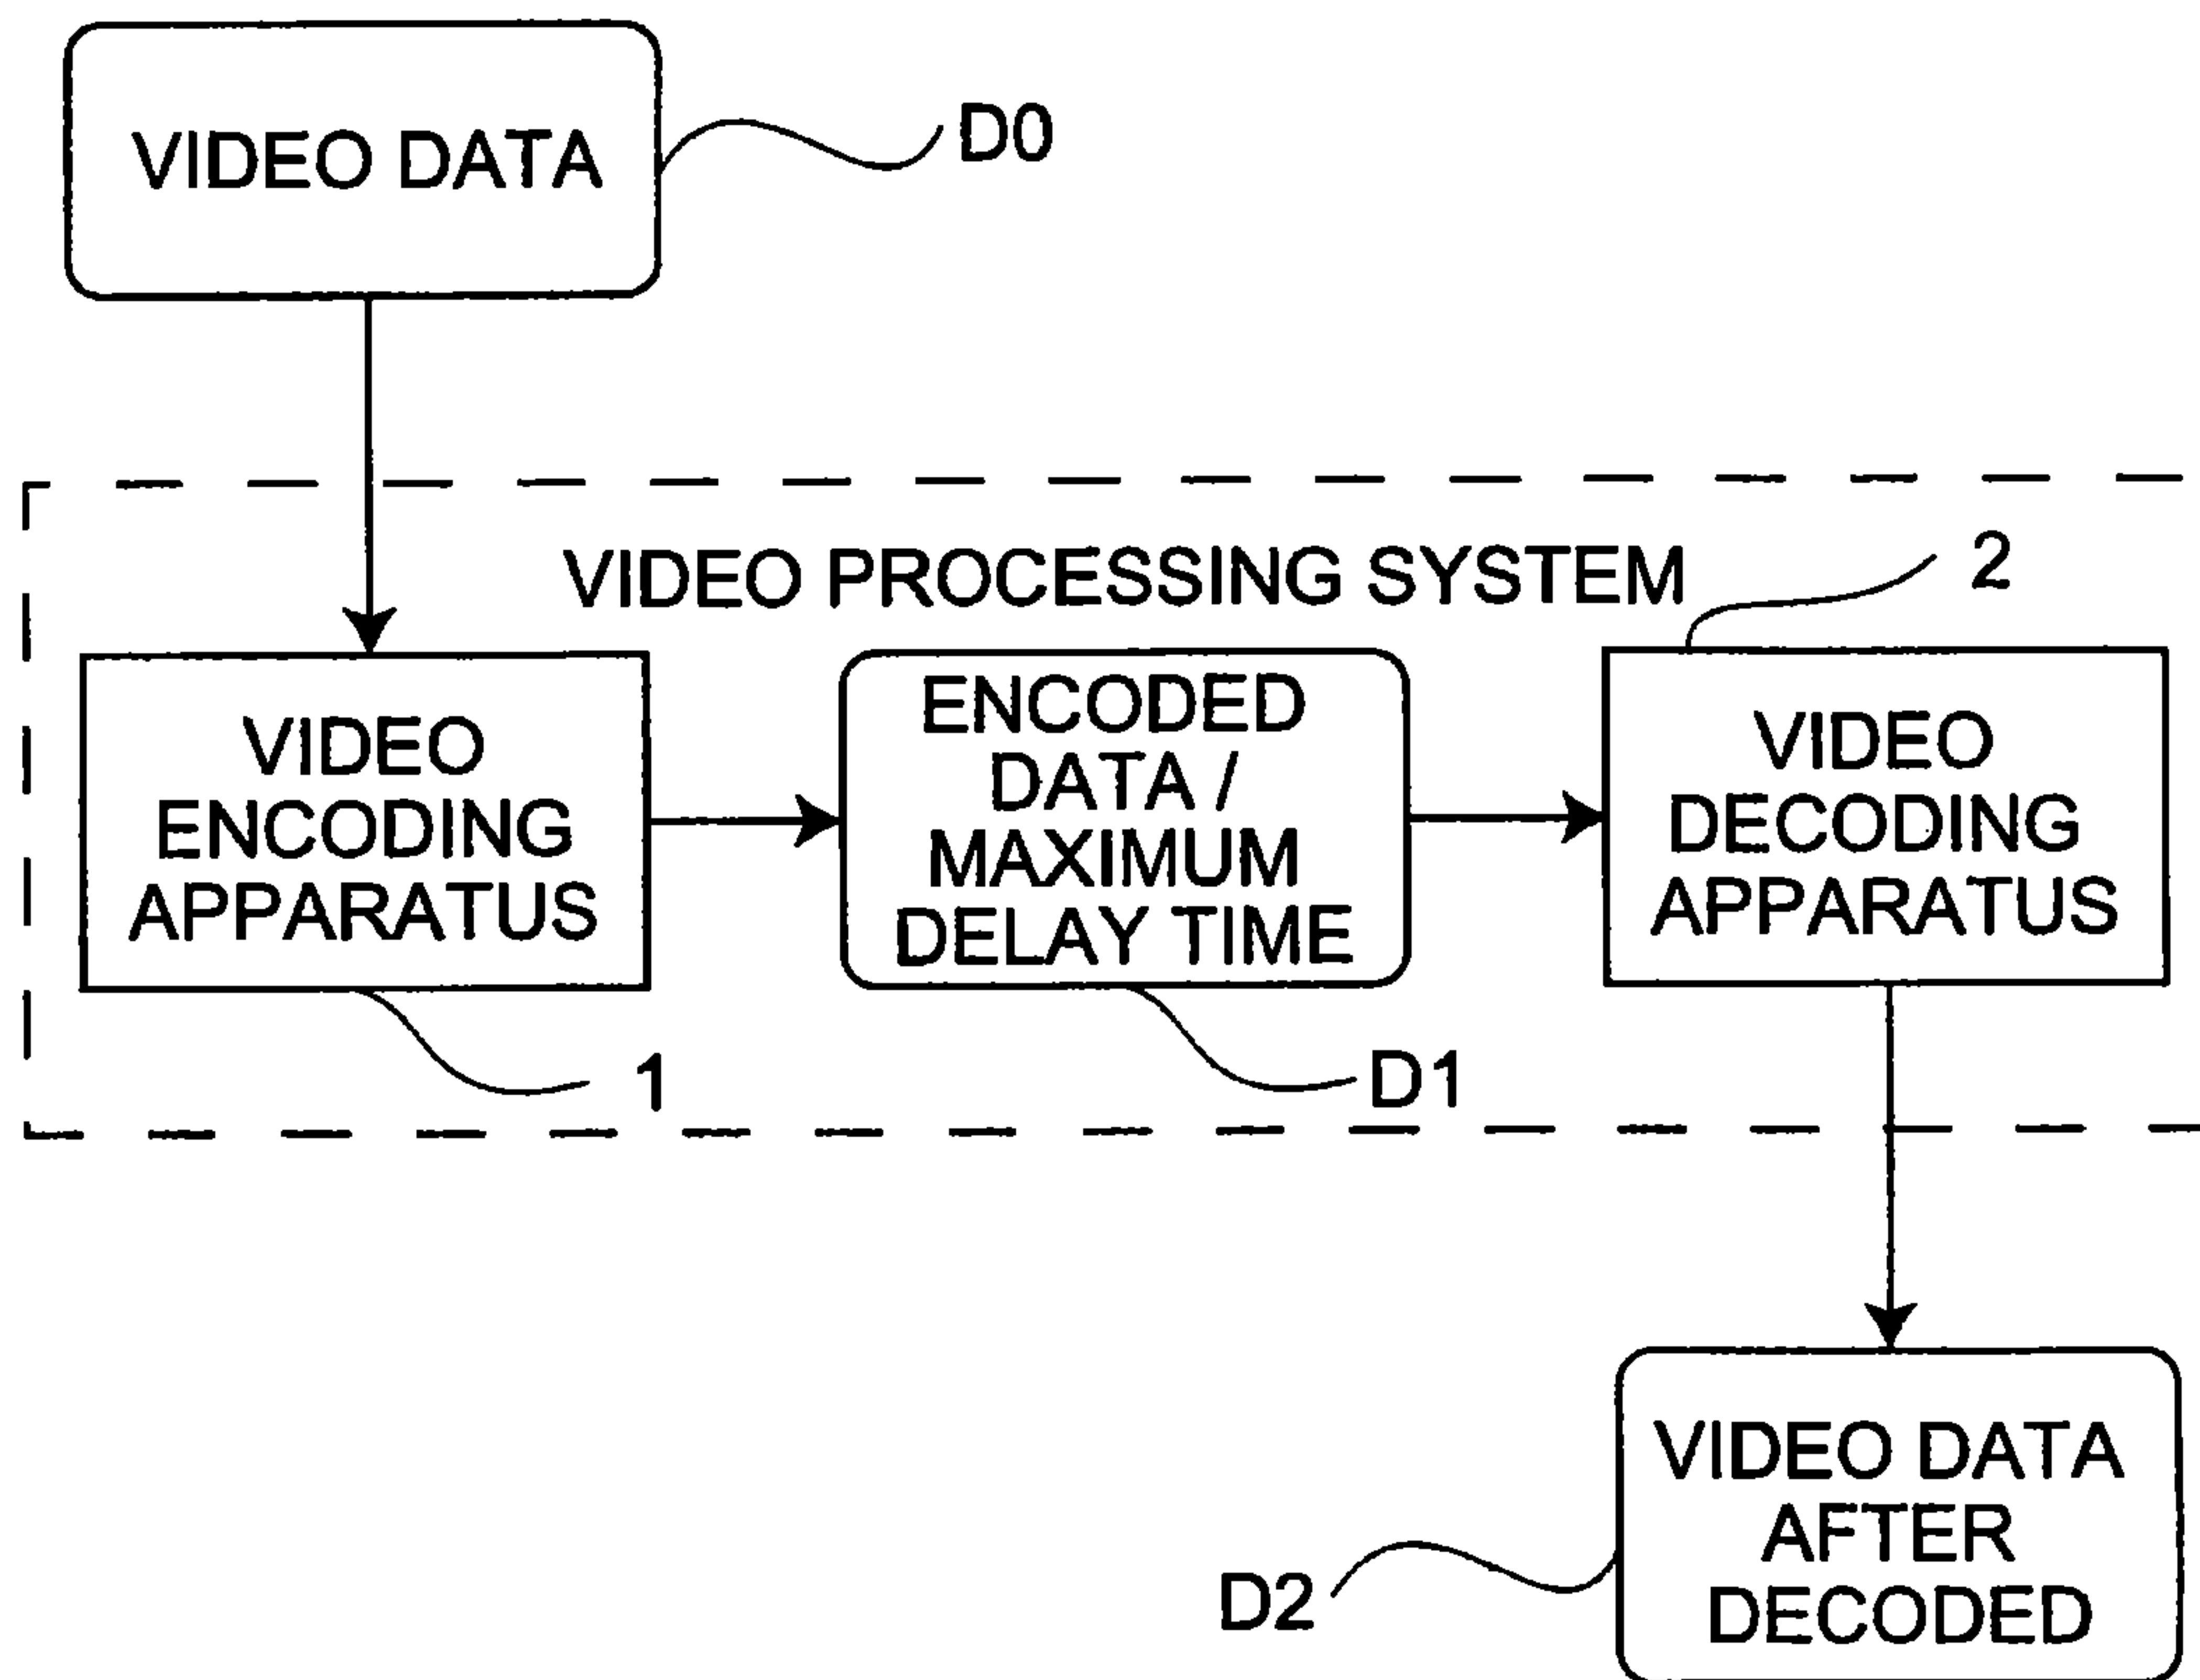 VIDEO DATA
D0
VIDEO PROCESSING SYSTEM
2
VIDEO
ENCODING
APPARATUS
1
ENCODED
DATA /
MAXIMUM
DELAY TIME
D1
VIDEO
DECODING
APPARATUS
VIDEO DATA
AFTER
DECODED
D2